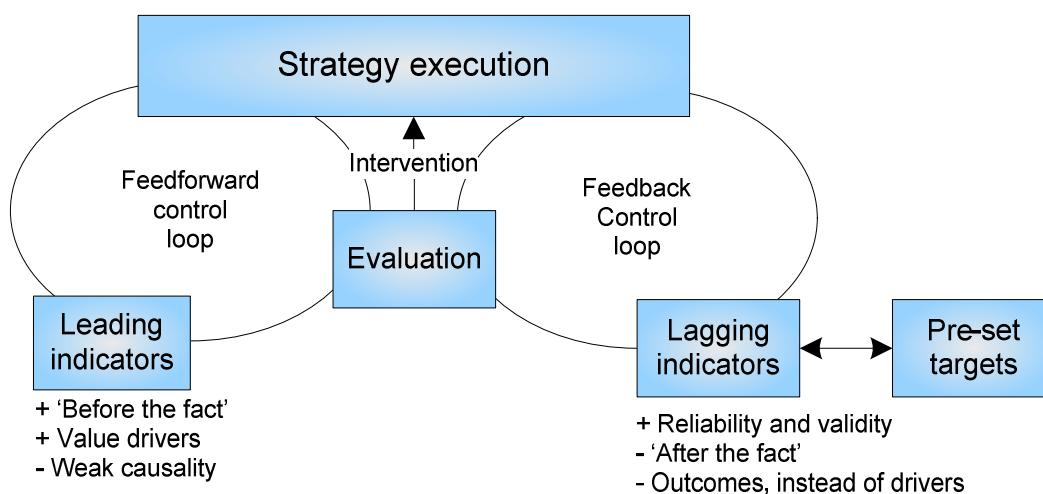 Strategy execution
Intervention
Feedforward
control
loop
Feedback
Control
loop
Evaluation
Leading
indicators
Lagging
indicators
Pre-set
targets
+ ‘Before the fact’
+ Value drivers
- Weak causality
+ Reliability and validity
- ‘After the fact’
- Outcomes, instead of drivers